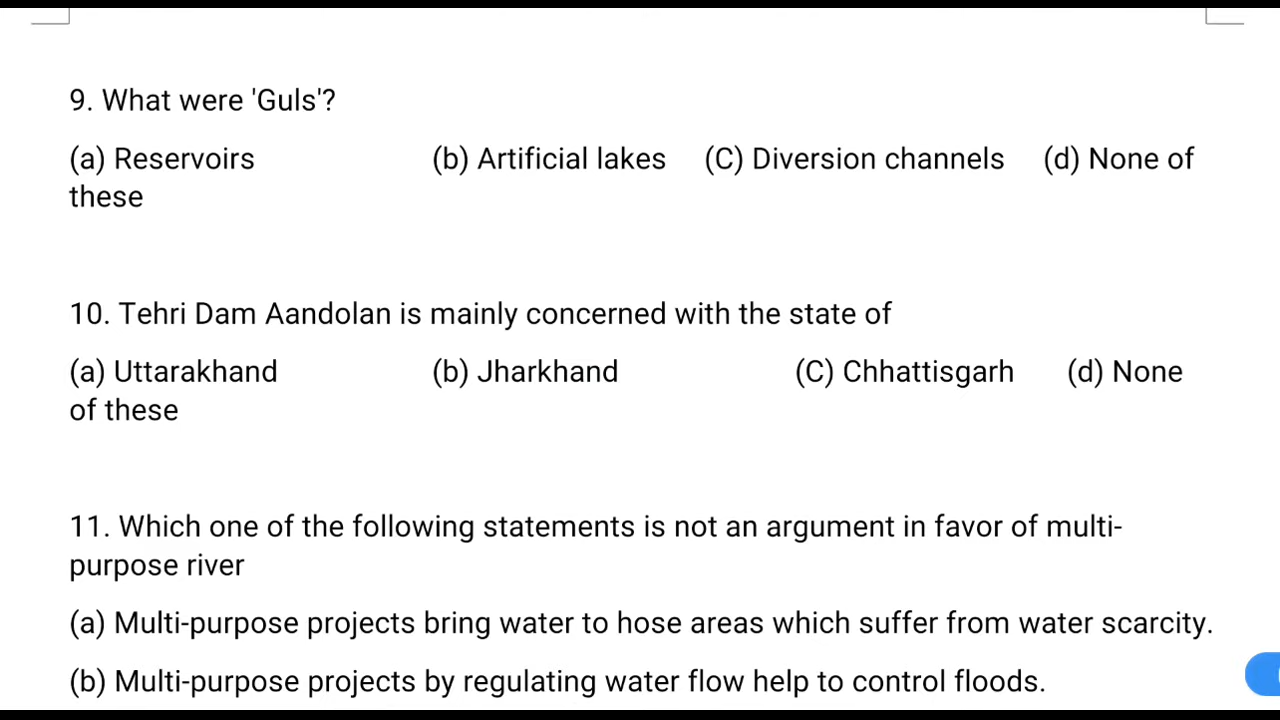 9. What were 'Guls'?
(a) Reservoirs (b) Artificial lakes (C) Diversion channels (d) None of
these
10. Tehri Dam Aandolan is mainly concerned with the state of
(a) Uttarakhand (b) Jharkhand (C) Chhattisgarh (d) None
of these
11. Which one of the following statements is not an argument in favor of multi-
purpose river
(a) Multi-purpose projects bring water to hose areas which suffer from water scarcity.
(b) Multi-purpose projects by regulating water flow help to control floods.